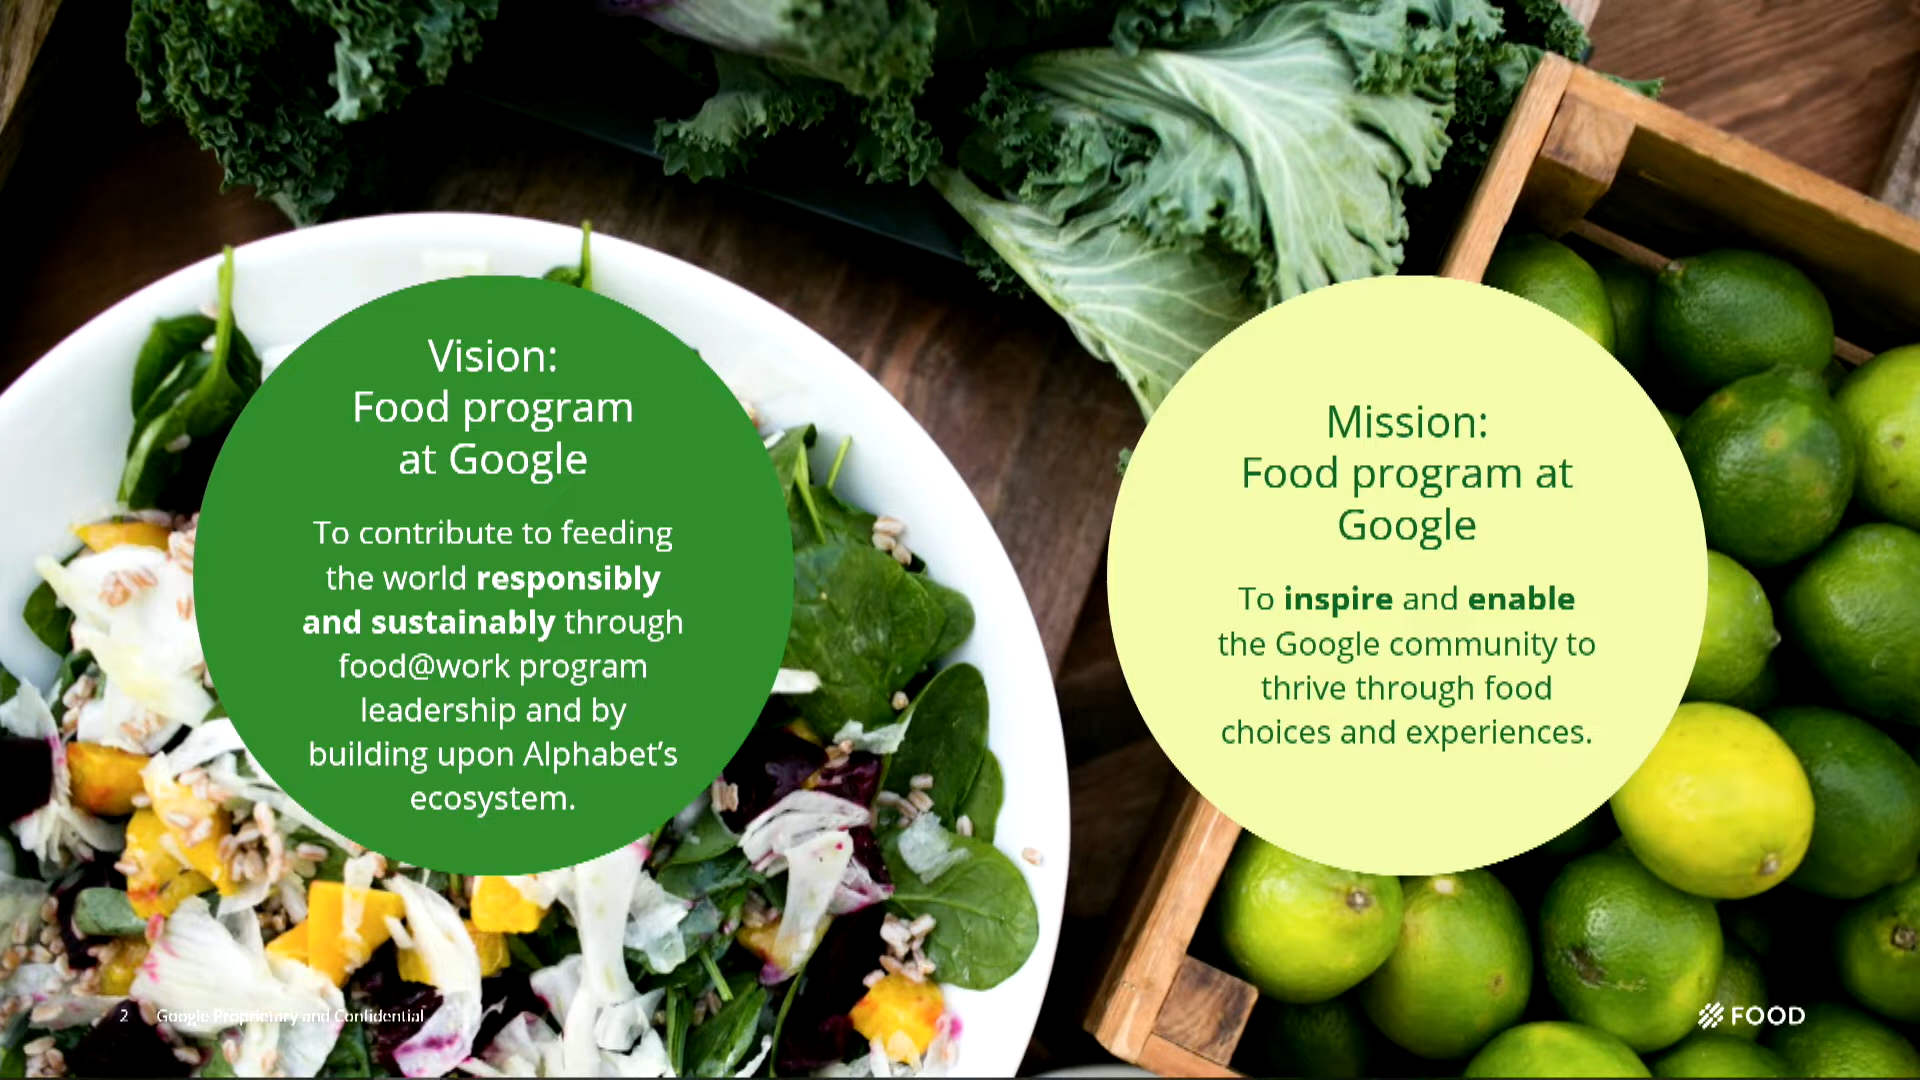 Vision:
Food program
at Google
To contribute to feeding
the world responsibly
and sustainably through
food@work program
leadership and by
building upon Alphabet’s
ecosystem.
Mission:
Food program at
Google
To inspire and enable
the Google community to
thrive through food
choices and experiences.
2 Google Proprietary and Confidential
FOOD